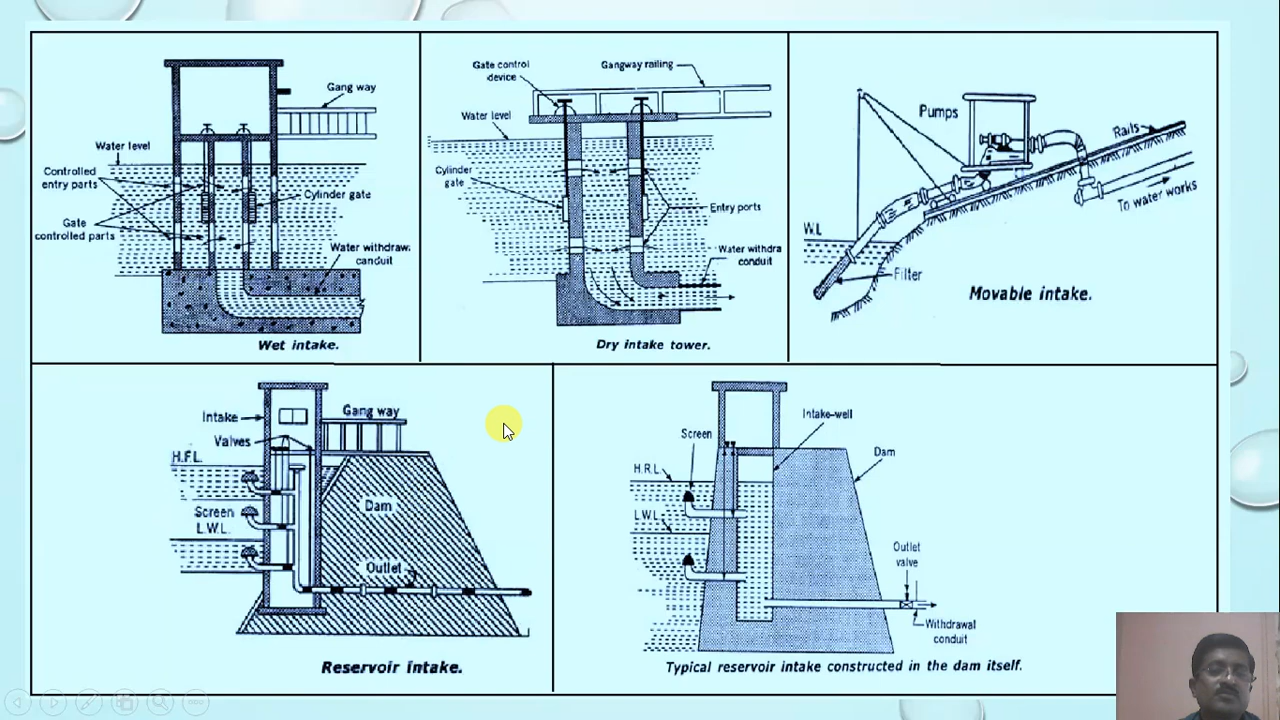 Gang way
Water level
Controlled
entry parts
Cylinder gate
Gate
controlled parts
Water withdraw
canduit
Wet intake.
Gate control
device
Gangway railing
Water level
Cylinder
gate
Entry ports
Water withdra
conduit
Dry intake tower.
Pumps
Rails
W.L
To water works
Filter
Movable intake.
Intake
Gang way
Valves
H.F.L.
Dam
Screen
L.W.L.
Outlet
Reservoir intake.
Intake-well
Screen
Dam
H.R.L.
L.W.L.
Outlet
valve
Withdrawal
conduit
Typical reservoir intake constructed in the dam itself.